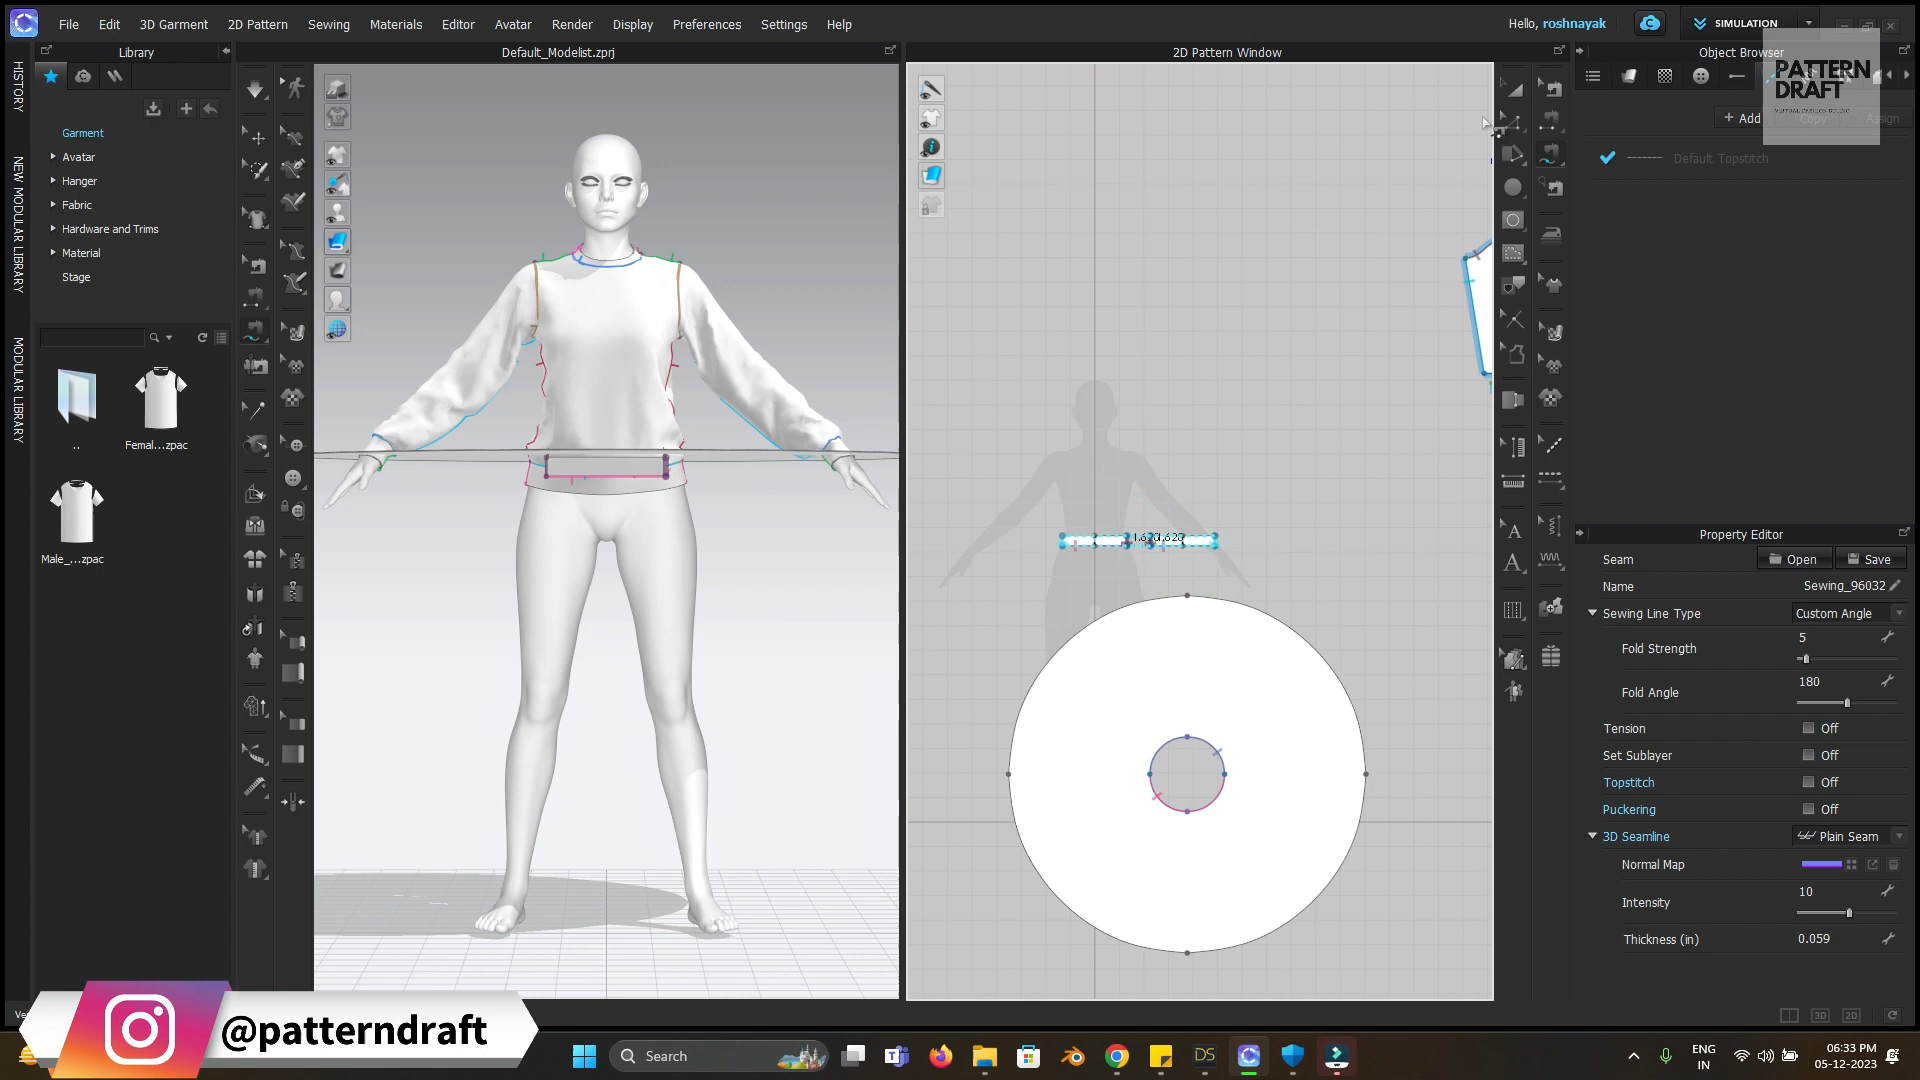 File Edit 3D Garment 2D Pattern Sewing Materials Editor Avatar Render Display Preferences Settings Help
Hello, roshnayak
SIMULATION
Library
Default_Modelist.zprj
2D Pattern Window
Object Browser
PATTERN
DRAFT
+ Add
Copy
Assign
Default Topstitch
HISTORY
NEW MODULAR LIBRARY
MODULAR LIBRARY
Garment
Avatar
Hanger
Fabric
Hardware and Trims
Material
Stage
..
Femal...zpac
Male_...zpac
Property Editor
Seam
Open
Save
Name
Sewing_96032
Sewing Line Type
Custom Angle
Fold Strength
5
Fold Angle
180
Tension
Off
Set Sublayer
Off
Topstitch
Off
Puckering
Off
3D Seamline
Plain Seam
Normal Map
Intensity
10
Thickness (in)
0.059
3D
2D
@patterndraft
Search
DS
ENG
IN
06:33 PM
05-12-2023